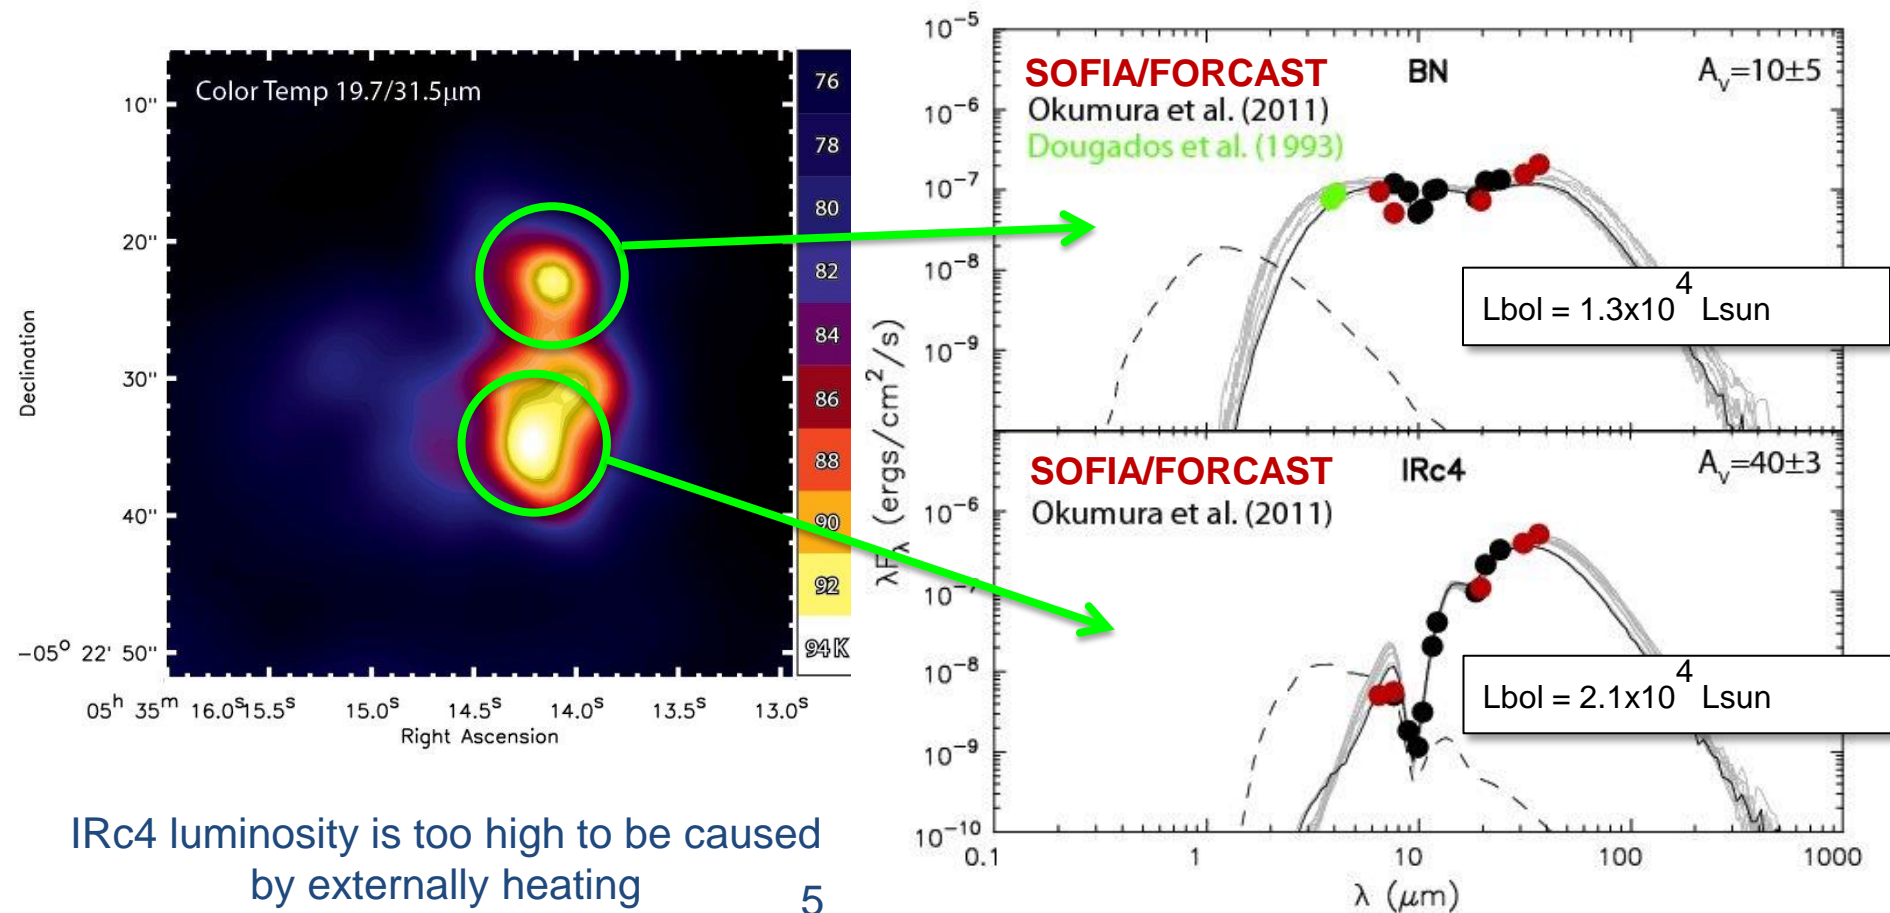 Color Temp 19.7/31.5μm
Declination
10"
20"
30"
40"
−05° 22' 50"
05ʰ 35ᵐ 16.0ˢ 15.5ˢ 15.0ˢ 14.5ˢ 14.0ˢ 13.5ˢ 13.0ˢ
Right Ascension
76
78
80
82
84
86
88
90
92
94 K
IRc4 luminosity is too high to be caused
by externally heating
5
λFλ (ergs/cm²/s)
10⁻⁵
10⁻⁶
10⁻⁷
10⁻⁸
10⁻⁹
SOFIA/FORCAST
BN
Aᵥ=10±5
Okumura et al. (2011)
Dougados et al. (1993)
Lbol = 1.3x10⁴ Lsun
10⁻⁶
10⁻⁷
10⁻⁸
10⁻⁹
10⁻¹⁰
SOFIA/FORCAST
IRc4
Aᵥ=40±3
Okumura et al. (2011)
Lbol = 2.1x10⁴ Lsun
0.1 1 10 100 1000
λ (μm)